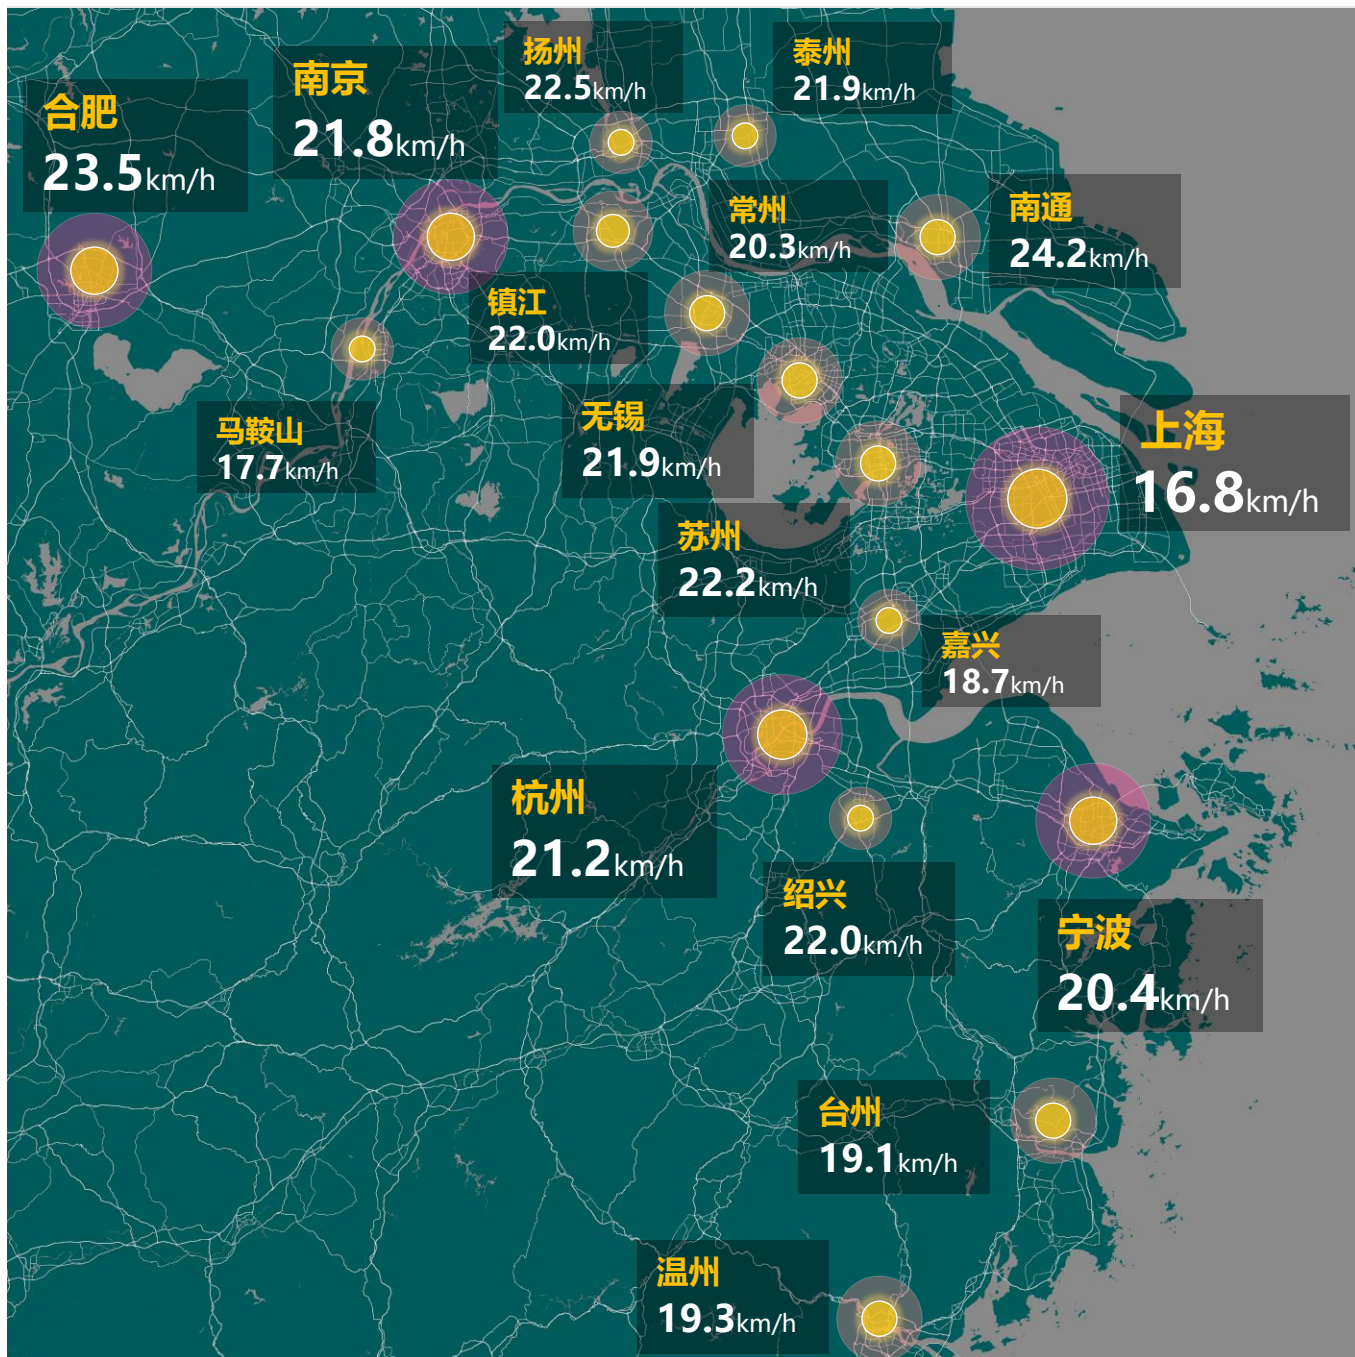 扬州
22.5km/h
泰州
21.9km/h
南京
21.8km/h
合肥
23.5km/h
常州
20.3km/h
南通
24.2km/h
镇江
22.0km/h
马鞍山
17.7km/h
无锡
21.9km/h
上海
16.8km/h
苏州
22.2km/h
嘉兴
18.7km/h
杭州
21.2km/h
绍兴
22.0km/h
宁波
20.4km/h
台州
19.1km/h
温州
19.3km/h